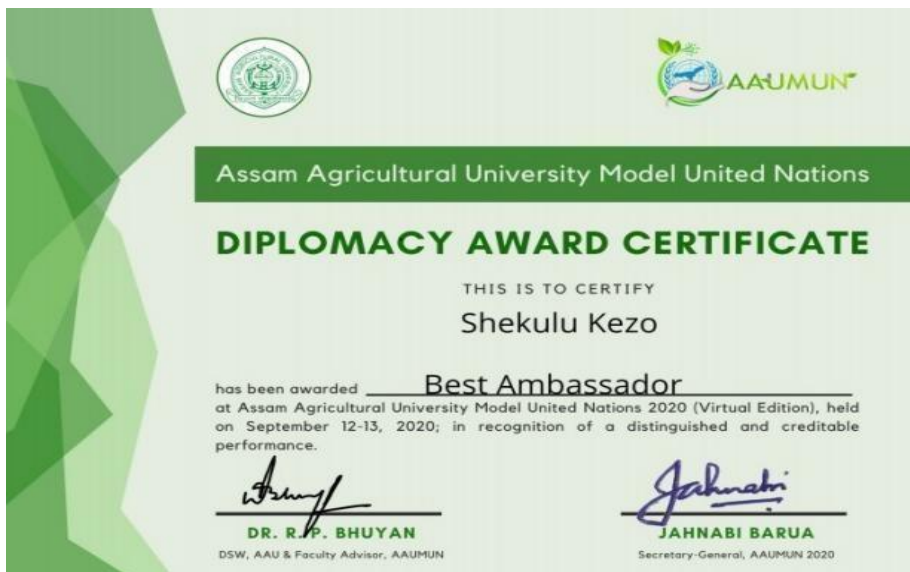 AAUMUN
Assam Agricultural University Model United Nations
DIPLOMACY AWARD CERTIFICATE
THIS IS TO CERTIFY
Shekulu Kezo
has been awarded Best Ambassador
at Assam Agricultural University Model United Nations 2020 (Virtual Edition), held
on September 12-13, 2020; in recognition of a distinguished and creditable
performance.
Jahnabi
DR. R. P. BHUYAN
JAHNABI BARUA
DSW, AAU & Faculty Advisor, AAUMUN
Secretary-General, AAUMUN 2020